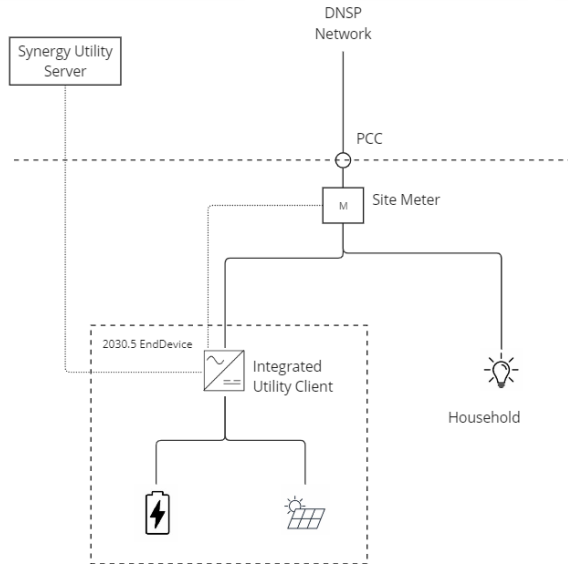 DNSP
Network
Synergy Utility
Server
PCC
M
Site Meter
2030.5 EndDevice
Integrated
Utility Client
Household